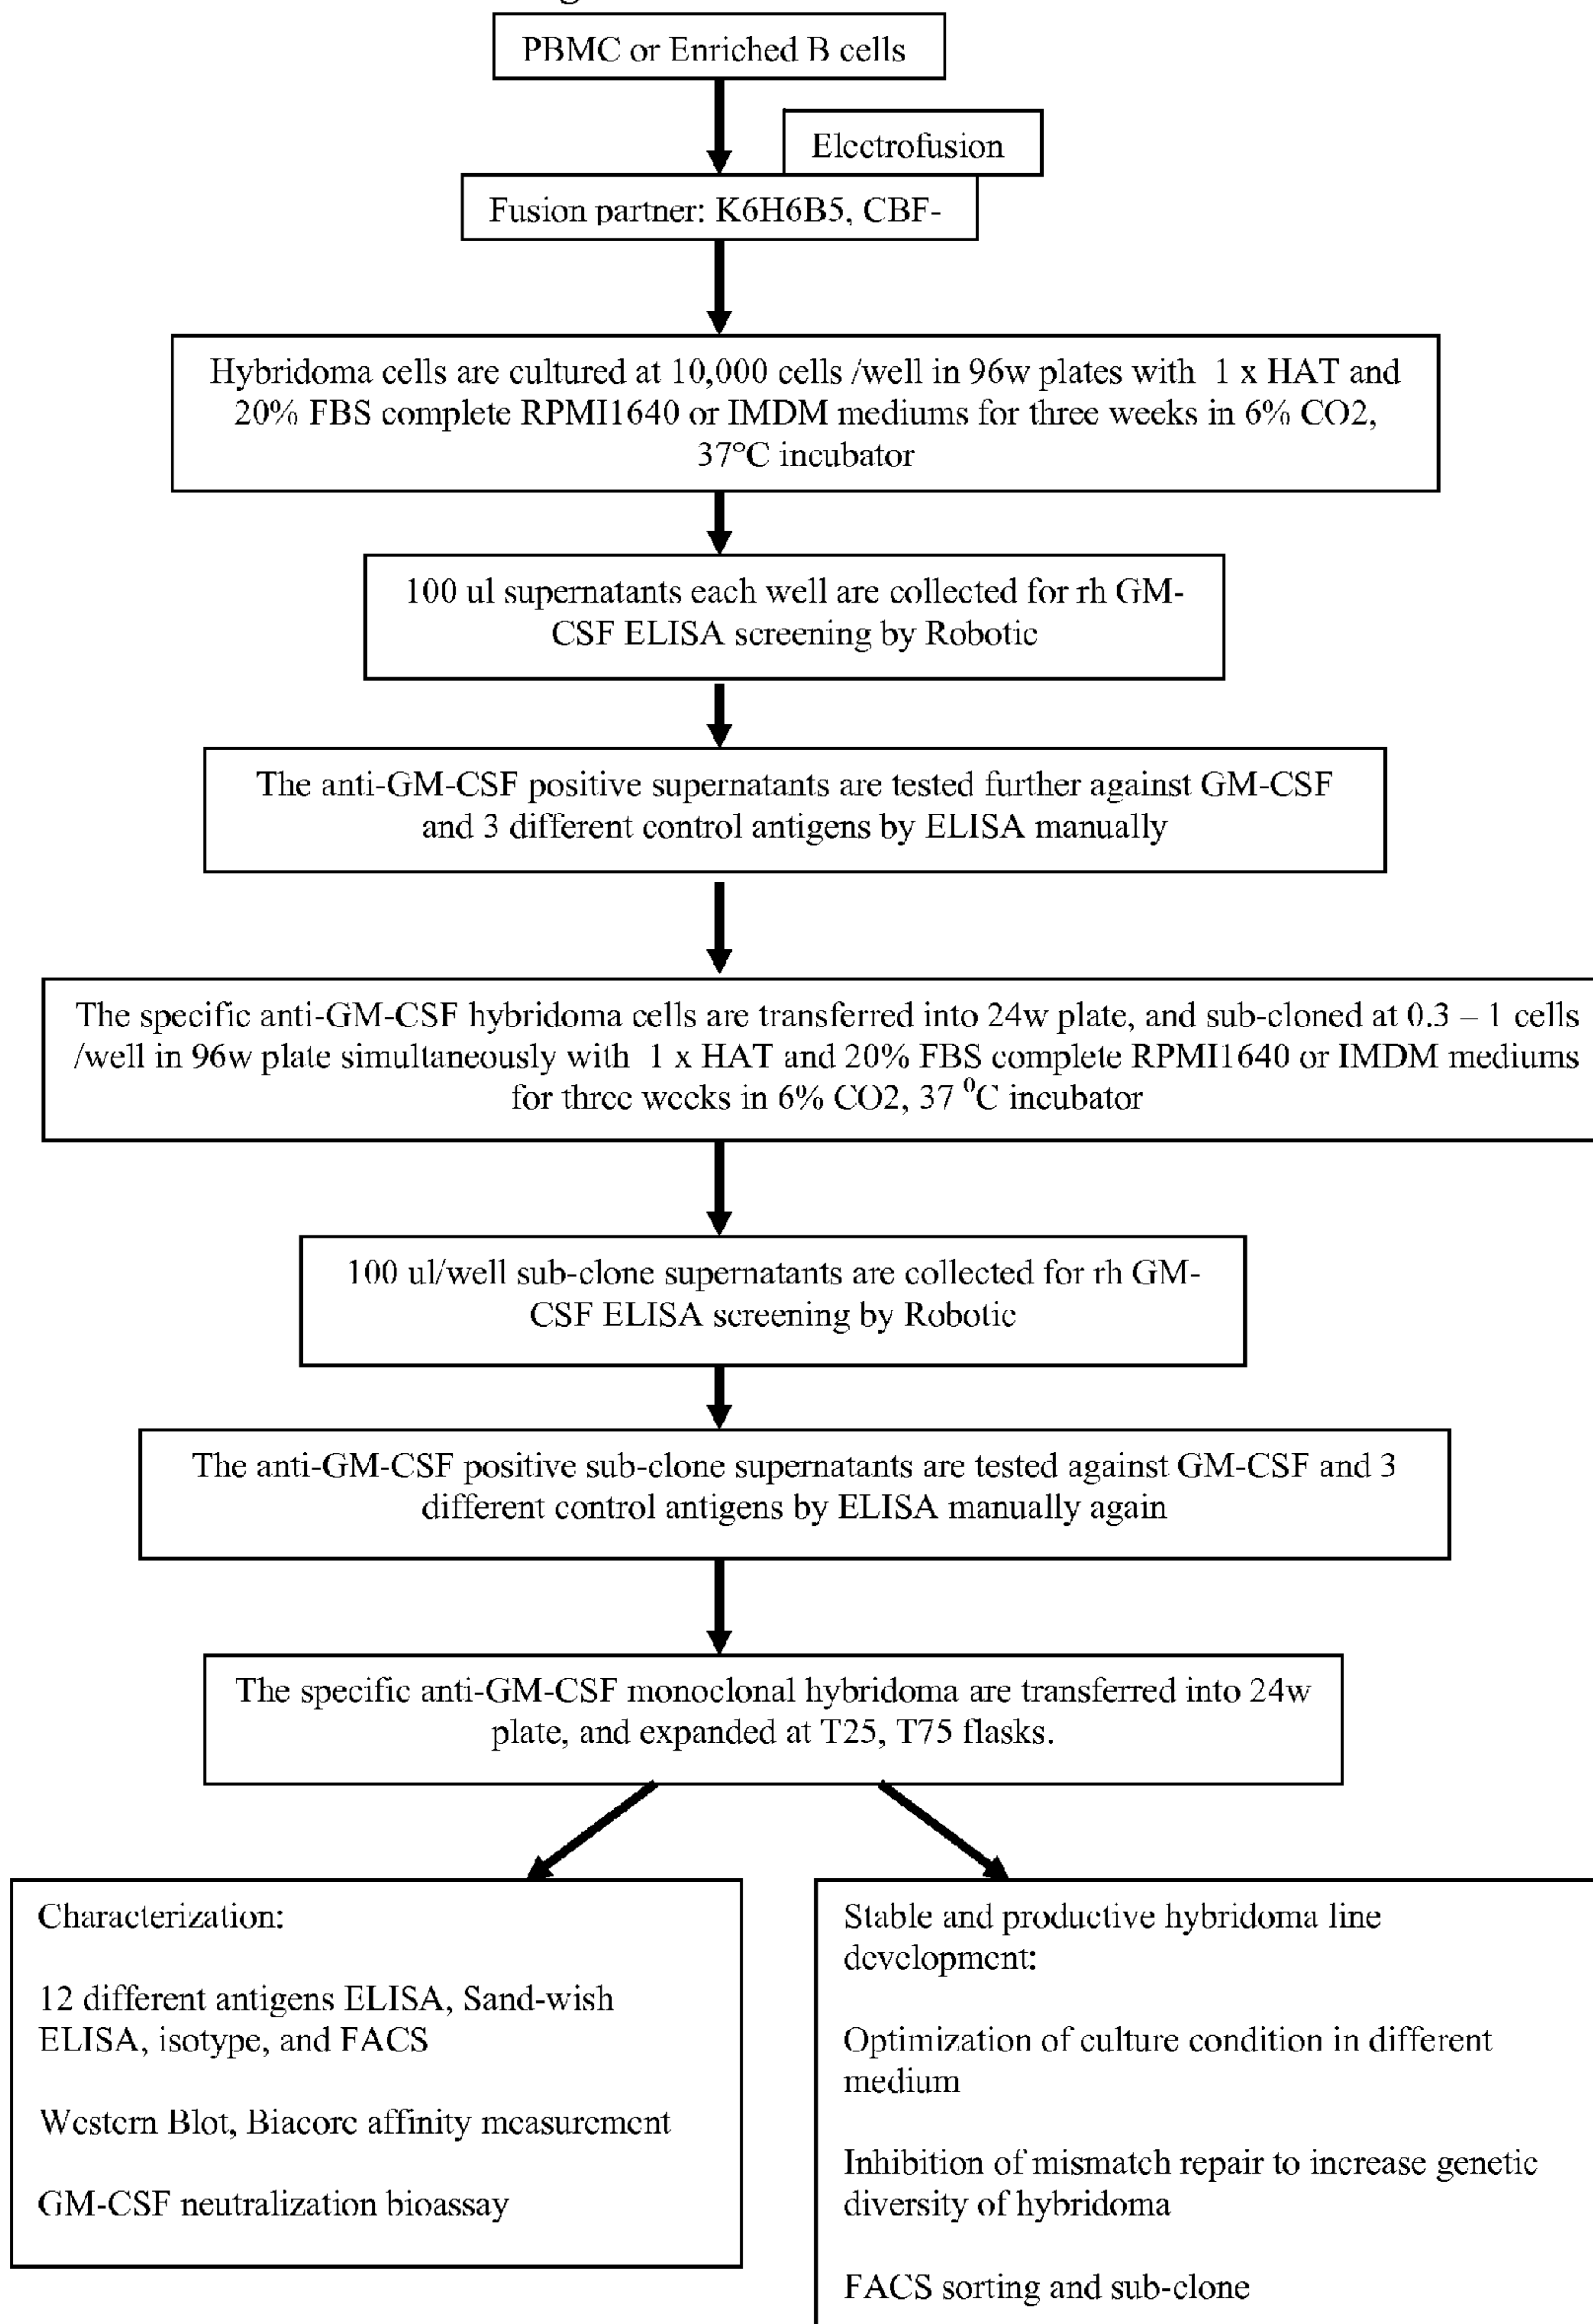 PBMC or Enriched B cells
Electrofusion
Fusion partner: K6H6B5, CBF-
Hybridoma cells are cultured at 10,000 cells /well in 96w plates with 1 x HAT and
20% FBS complete RPMI1640 or IMDM mediums for three weeks in 6% CO2,
37°C incubator
100 ul supernatants each well are collected for rh GM-
CSF ELISA screening by Robotic
The anti-GM-CSF positive supernatants are tested further against GM-CSF
and 3 different control antigens by ELISA manually
The specific anti-GM-CSF hybridoma cells are transferred into 24w plate, and sub-cloned at 0.3 – 1 cells
/well in 96w plate simultaneously with 1 x HAT and 20% FBS complete RPMI1640 or IMDM mediums
for three weeks in 6% CO2, 37 ⁰C incubator
100 ul/well sub-clone supernatants are collected for rh GM-
CSF ELISA screening by Robotic
The anti-GM-CSF positive sub-clone supernatants are tested against GM-CSF and 3
different control antigens by ELISA manually again
The specific anti-GM-CSF monoclonal hybridoma are transferred into 24w
plate, and expanded at T25, T75 flasks.
Characterization:
12 different antigens ELISA, Sand-wish
ELISA, isotype, and FACS
Western Blot, Biacore affinity measurement
GM-CSF neutralization bioassay
Stable and productive hybridoma line
development:
Optimization of culture condition in different
medium
Inhibition of mismatch repair to increase genetic
diversity of hybridoma
FACS sorting and sub-clone